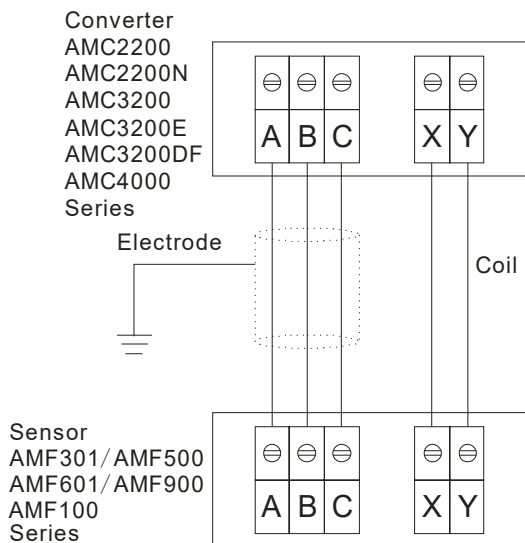 Converter
AMC2200
AMC2200N
AMC3200
AMC3200E
AMC3200DF
AMC4000
Series
A B C X Y
Electrode
Coil
Sensor
AMF301/AMF500
AMF601/AMF900
AMF100
Series
A B C X Y